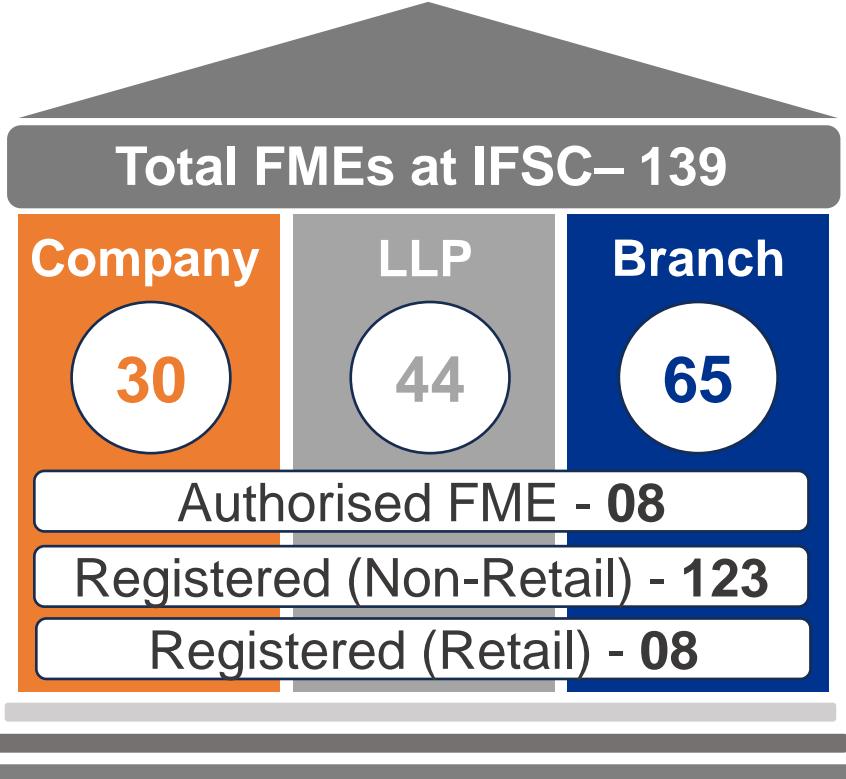 Total FMEs at IFSC– 139
Company
LLP
Branch
30
44
65
Authorised FME - 08
Registered (Non-Retail) - 123
Registered (Retail) - 08